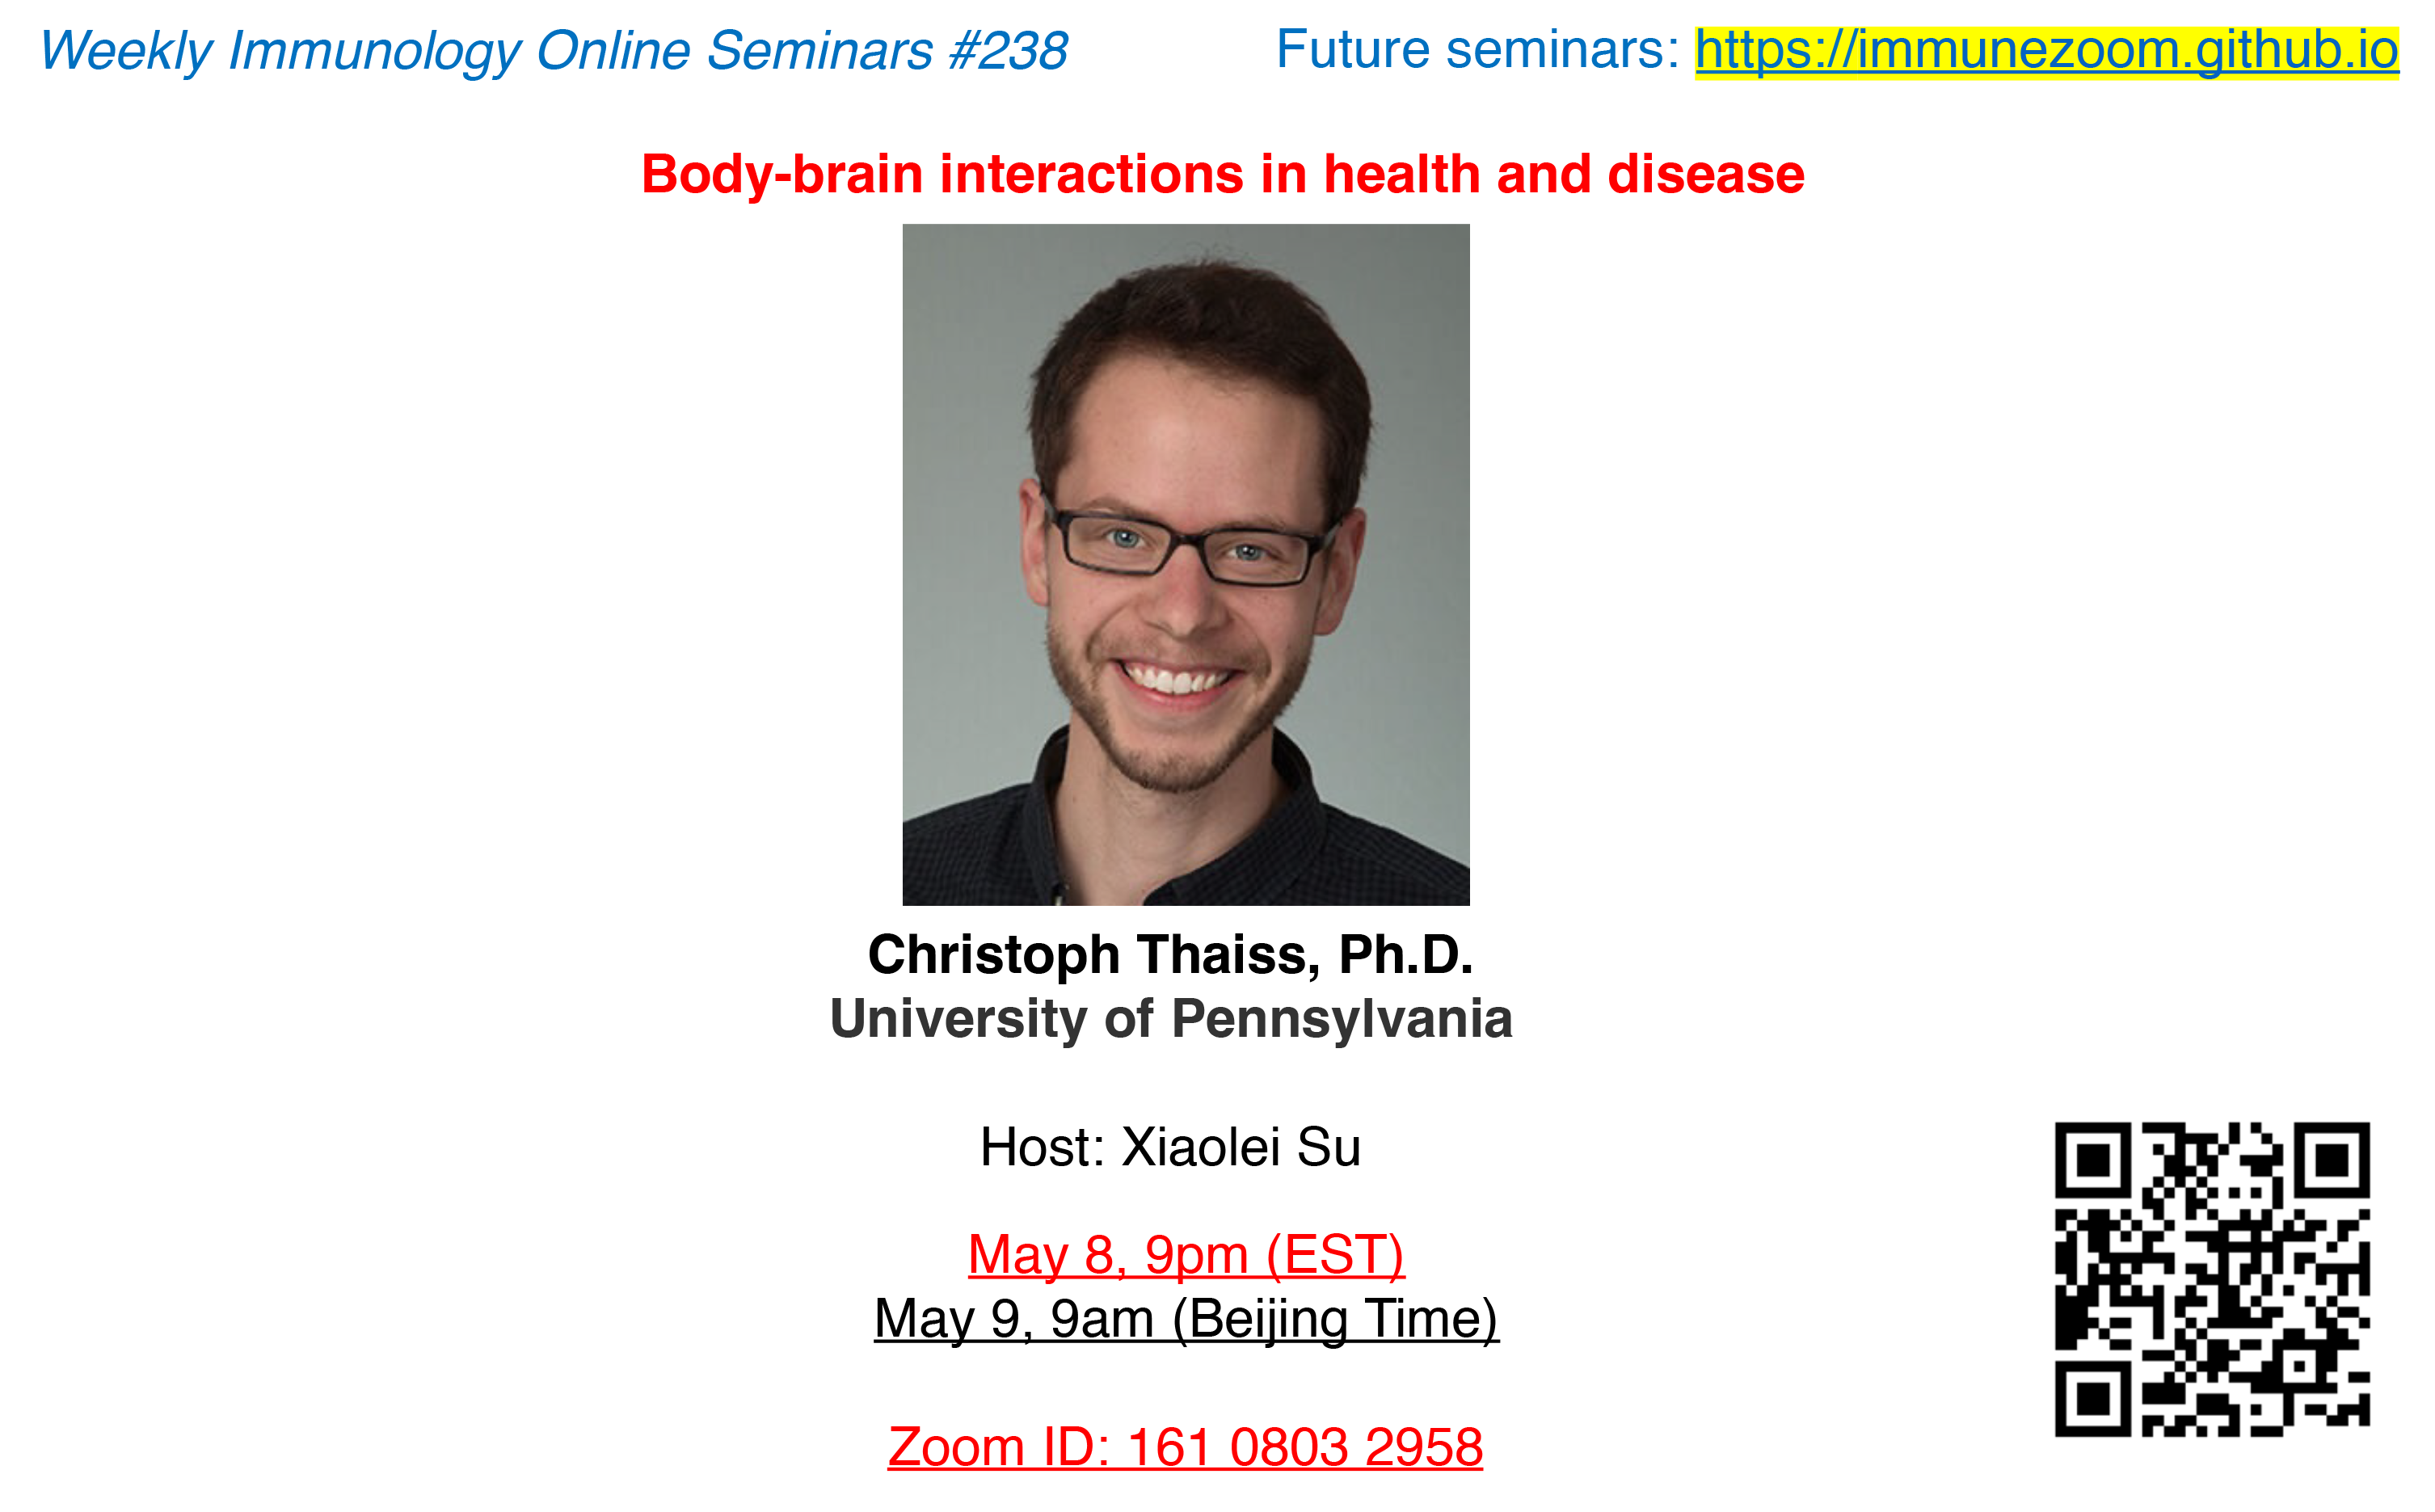 Weekly Immunology Online Seminars #238
Future seminars: https://immunezoom.github.io
Body-brain interactions in health and disease
Christoph Thaiss, Ph.D.
University of Pennsylvania
Host: Xiaolei Su
May 8, 9pm (EST)
May 9, 9am (Beijing Time)
Zoom ID: 161 0803 2958